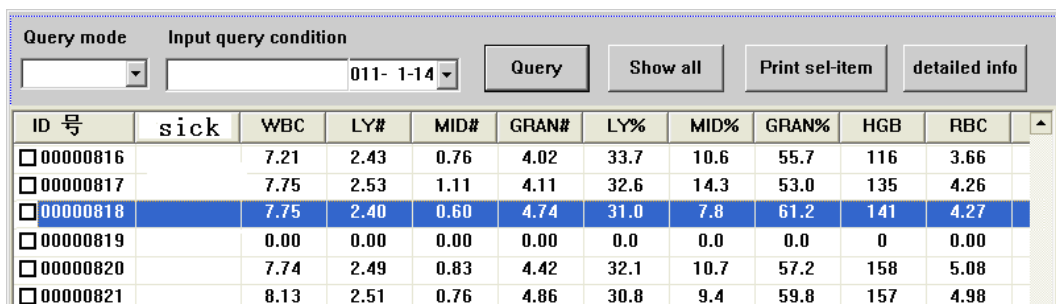 Query mode Input query condition
011- 1-14 Query Show all Print sel-item detailed info
ID 号 sick WBC LY# MID# GRAN# LY% MID% GRAN% HGB RBC
00000816 7.21 2.43 0.76 4.02 33.7 10.6 55.7 116 3.66
00000817 7.75 2.53 1.11 4.11 32.6 14.3 53.0 135 4.26
00000818 7.75 2.40 0.60 4.74 31.0 7.8 61.2 141 4.27
00000819 0.00 0.00 0.00 0.00 0.0 0.0 0.0 0 0.00
00000820 7.74 2.49 0.83 4.42 32.1 10.7 57.2 158 5.08
00000821 8.13 2.51 0.76 4.86 30.8 9.4 59.8 157 4.98